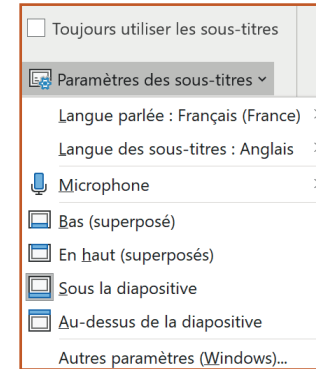 Toujours utiliser les sous-titres
Paramètres des sous-titres
Langue parlée : Français (France)
Langue des sous-titres : Anglais
Microphone
Bas (superposé)
En haut (superposés)
Sous la diapositive
Au-dessus de la diapositive
Autres paramètres (Windows)...